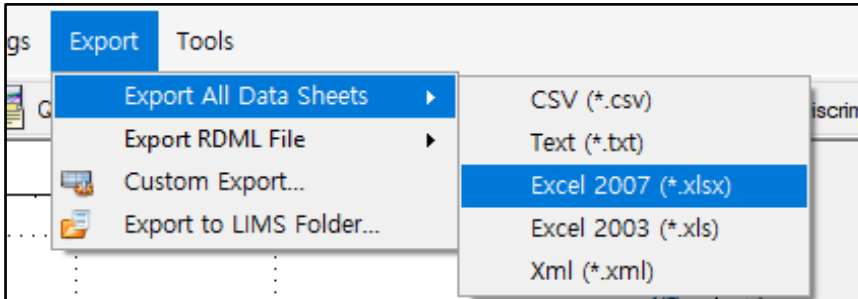 Export Tools
Export All Data Sheets
Export RDML File
Custom Export...
Export to LIMS Folder...
CSV (*.csv)
Text (*.txt)
Excel 2007 (*.xlsx)
Excel 2003 (*.xls)
Xml (*.xml)